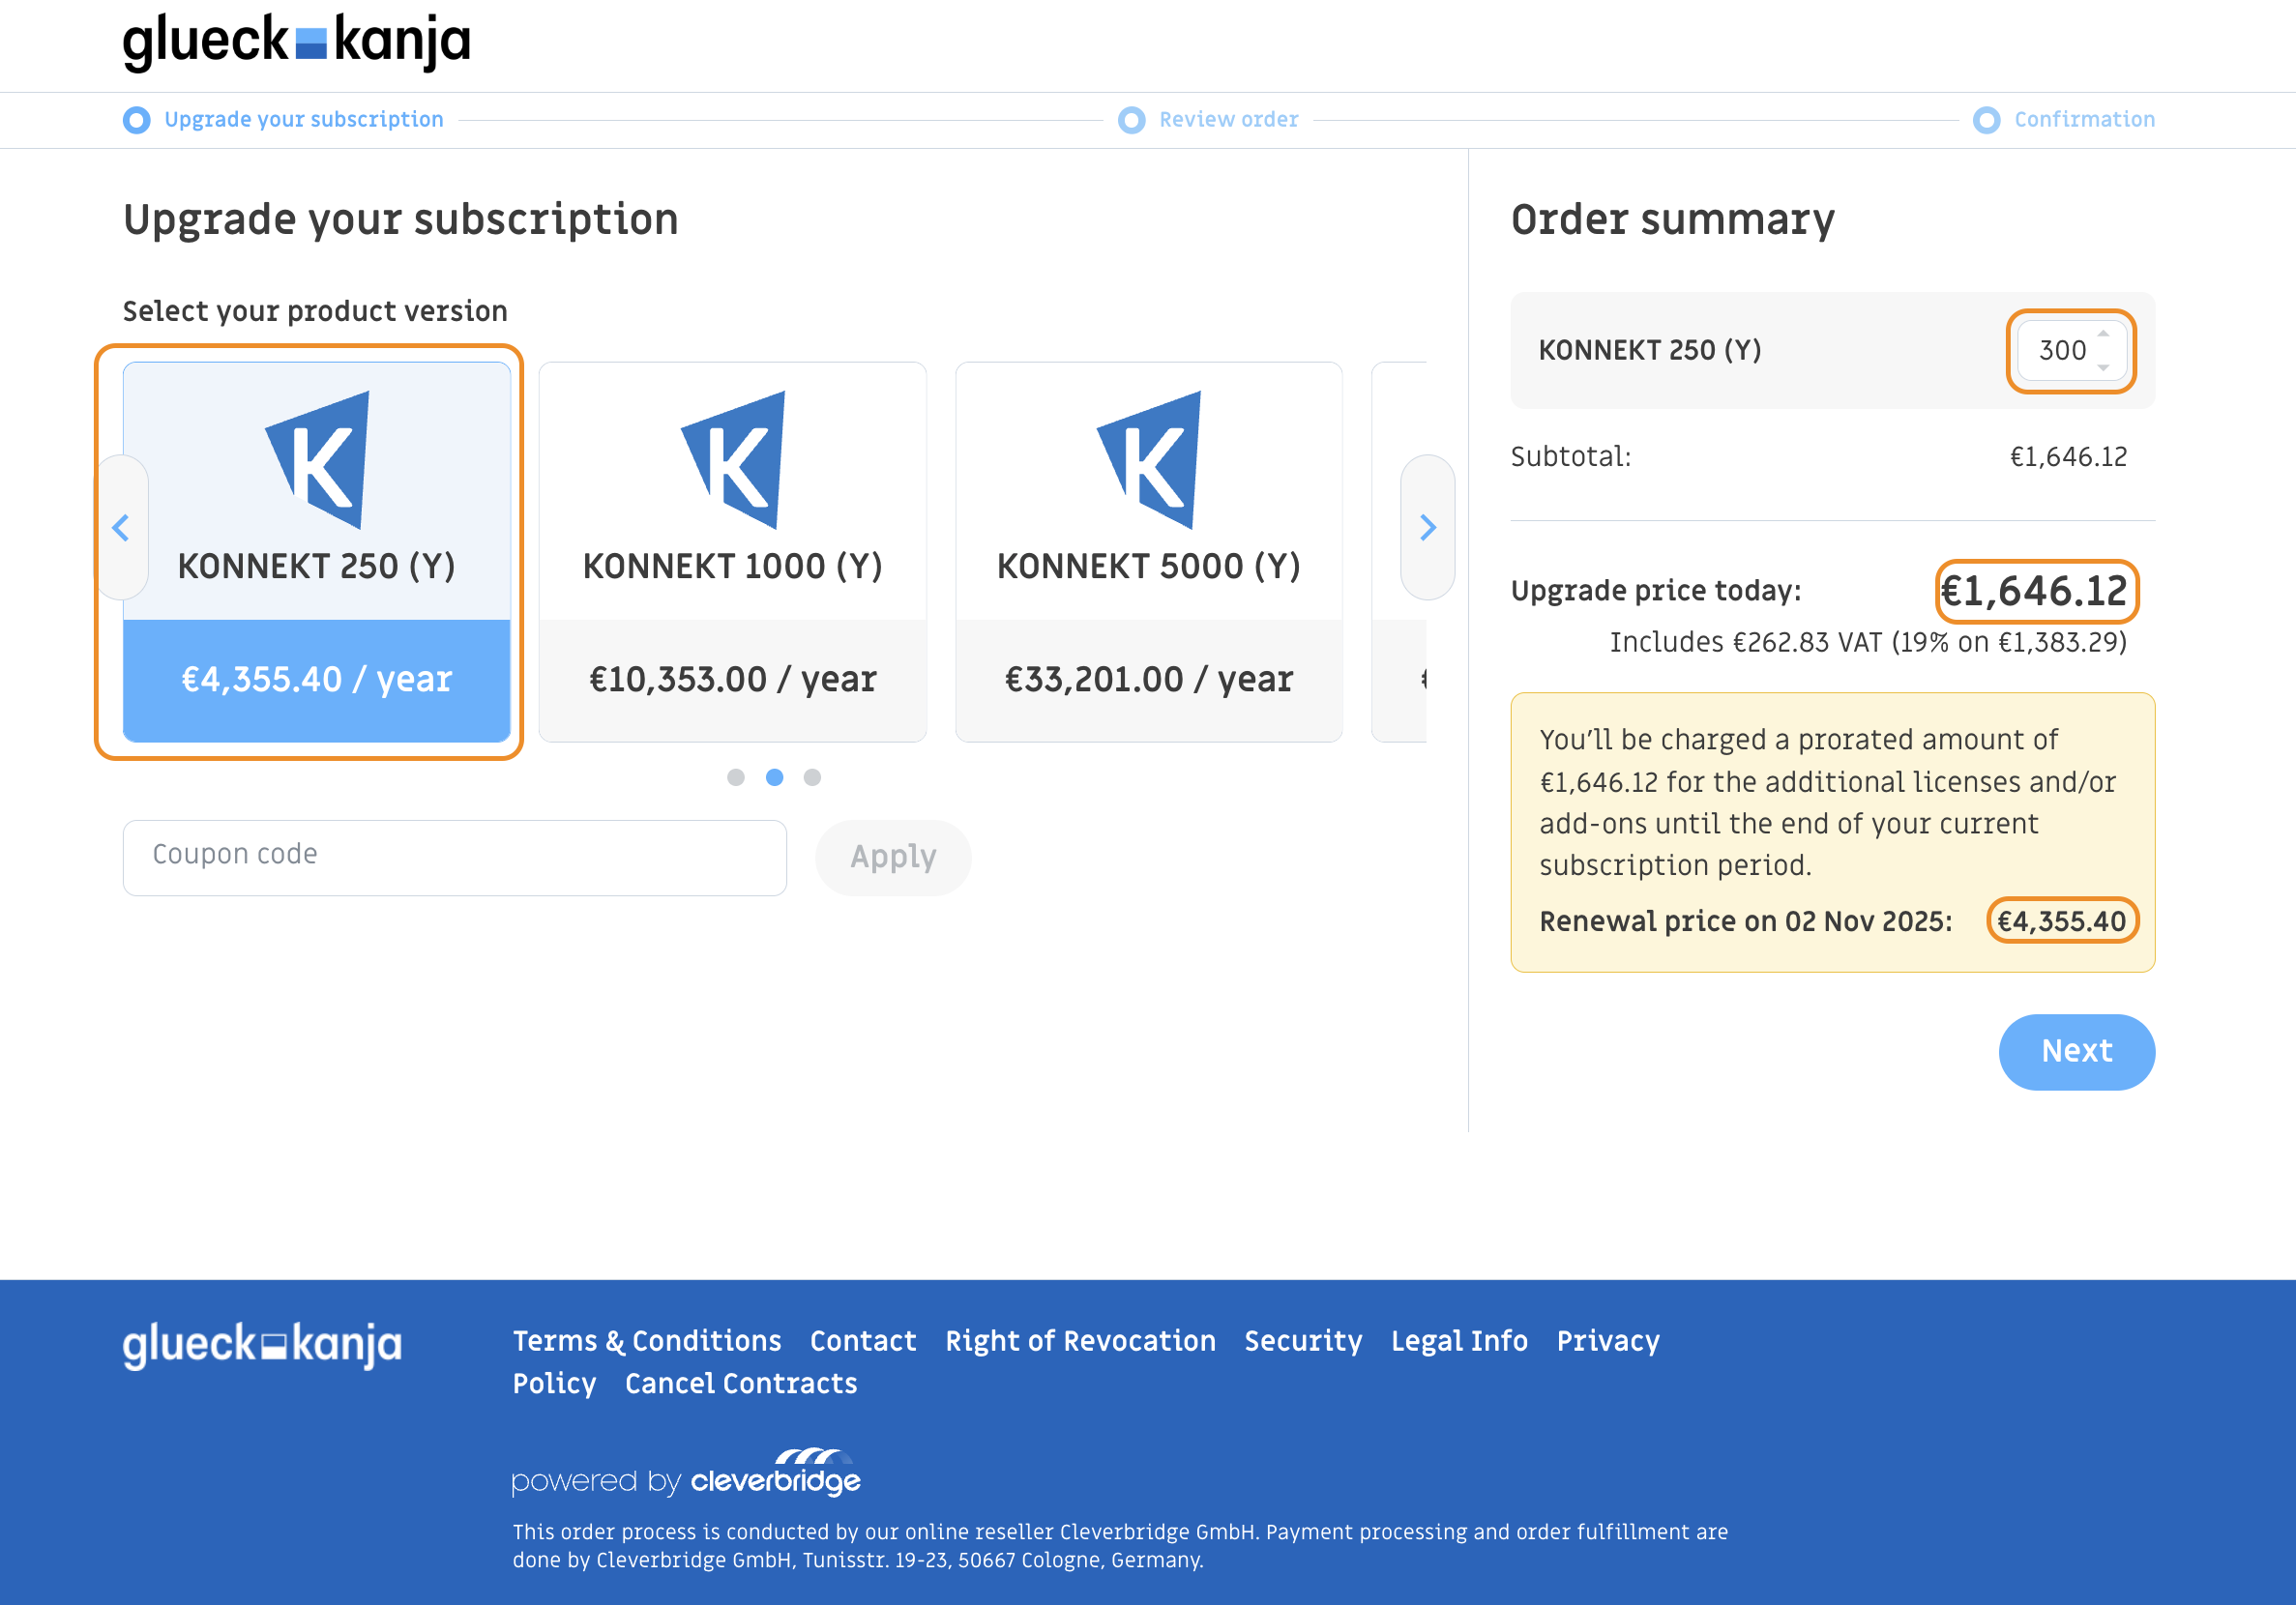 glueck kanja
Upgrade your subscription
Review order
Confirmation
Upgrade your subscription
Select your product version
K
KONNEKT 250 (Y)
€4,355.40 / year
K
KONNEKT 1000 (Y)
€10,353.00 / year
K
KONNEKT 5000 (Y)
€33,201.00 / year
Coupon code
Apply
Order summary
KONNEKT 250 (Y)
300
Subtotal:
€1,646.12
Upgrade price today:
€1,646.12
Includes €262.83 VAT (19% on €1,383.29)
You’ll be charged a prorated amount of
€1,646.12 for the additional licenses and/or
add-ons until the end of your current
subscription period.
Renewal price on 02 Nov 2025:
€4,355.40
Next
glueck kanja
Terms & Conditions Contact Right of Revocation Security Legal Info Privacy
Policy Cancel Contracts
powered by cleverbridge
This order process is conducted by our online reseller Cleverbridge GmbH. Payment processing and order fulfillment are
done by Cleverbridge GmbH, Tunisstr. 19-23, 50667 Cologne, Germany.